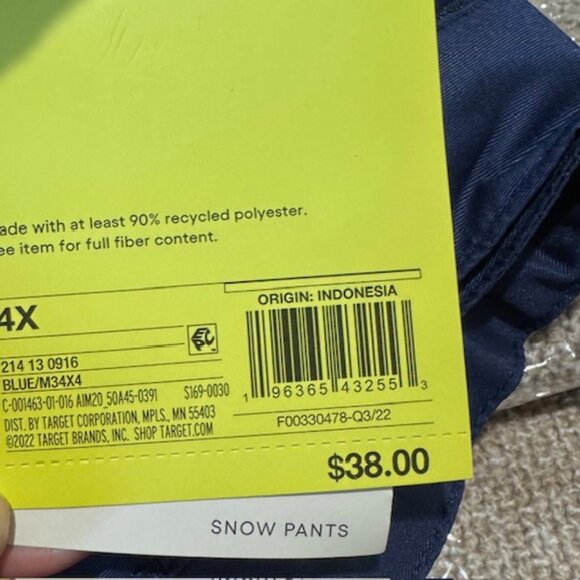 ade with at least 90% recycled polyester.
ee item for full fiber content.
4X
ORIGIN: INDONESIA
214 13 0916
BLUE/M34X4
C-001463-01-016 AIM20_50A45-0391 S169-0030
DIST. BY TARGET CORPORATION, MPLS., MN 55403
©2022 TARGET BRANDS, INC. SHOP TARGET.COM
1 96365 43255 3
F00330478-Q3/22
$38.00
SNOW PANTS